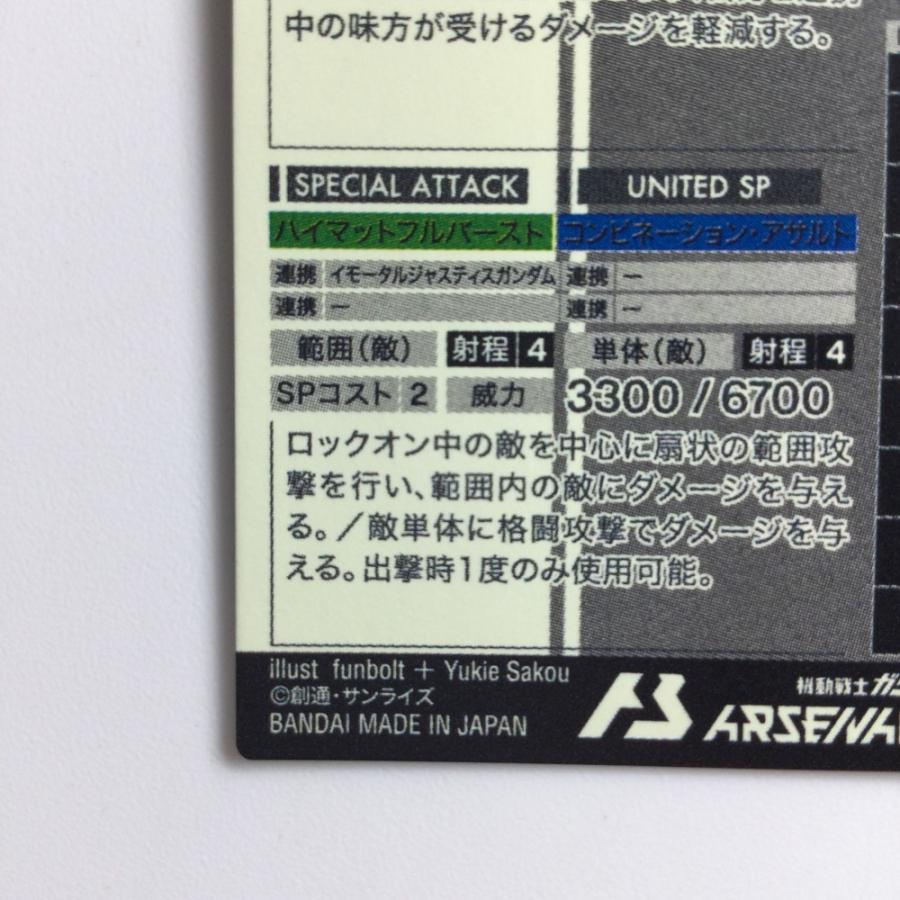 中の味方が受けるダメージを軽減する。
SPECIAL ATTACK UNITED SP
ハイマットフルバースト コンビネーション・アサルト
連携 イモータルジャスティスガンダム 連携 ー
連携 ー 連携 ー
範囲(敵) 射程 4 単体(敵) 射程 4
SPコスト 2 威力 3300 / 6700
ロックオン中の敵を中心に扇状の範囲攻
撃を行い、範囲内の敵にダメージを与え
る。／敵単体に格闘攻撃でダメージを与
える。出撃時1度のみ使用可能。
illust funbolt + Yukie Sakou
©創通・サンライズ
BANDAI MADE IN JAPAN
機動戦士ガ
ARSENA